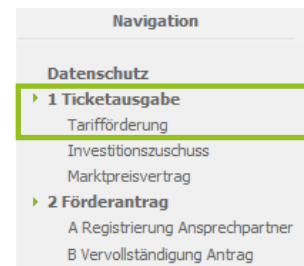 Navigation
Datenschutz
1 Ticketausgabe
Tarifförderung
Investitionszuschuss
Marktpreisvertrag
2 Förderantrag
A Registrierung Ansprechpartner
B Vervollständigung Antrag